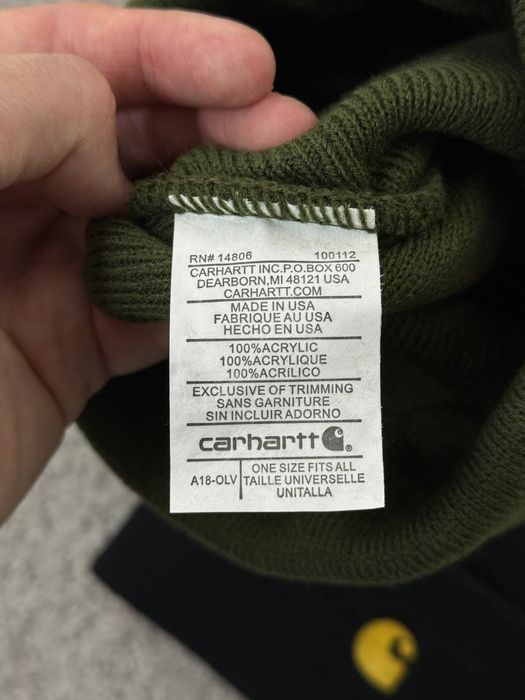 RN# 14806 100112
CARHARTT INC.P.O.BOX 600
DEARBORN,MI 48121 USA
CARHARTT.COM
MADE IN USA
FABRIQUE AU USA
HECHO EN USA
100%ACRYLIC
100%ACRYLIQUE
100%ACRÍLICO
EXCLUSIVE OF TRIMMING
SANS GARNITURE
SIN INCLUIR ADORNO
carhartt
A18-OLV
ONE SIZE FITS ALL
TAILLE UNIVERSELLE
UNITALLA